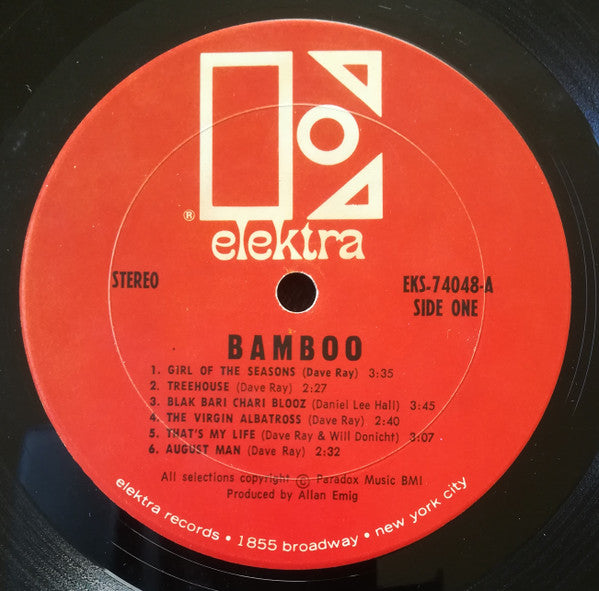 ®
elektra
STEREO
EKS-74048-A
SIDE ONE
BAMBOO
1. GIRL OF THE SEASONS (Dave Ray) 3:35
2. TREEHOUSE (Dave Ray) 2:27
3. BLAK BARI CHARI BLOOZ (Daniel Lee Hall) 3:45
4. THE VIRGIN ALBATROSS (Dave Ray) 2:40
5. THAT'S MY LIFE (Dave Ray & Will Donicht) 3:07
6. AUGUST MAN (Dave Ray) 2:32
All selections copyright © Paradox Music BMI
Produced by Allan Emig
elektra records • 1855 broadway • new york city